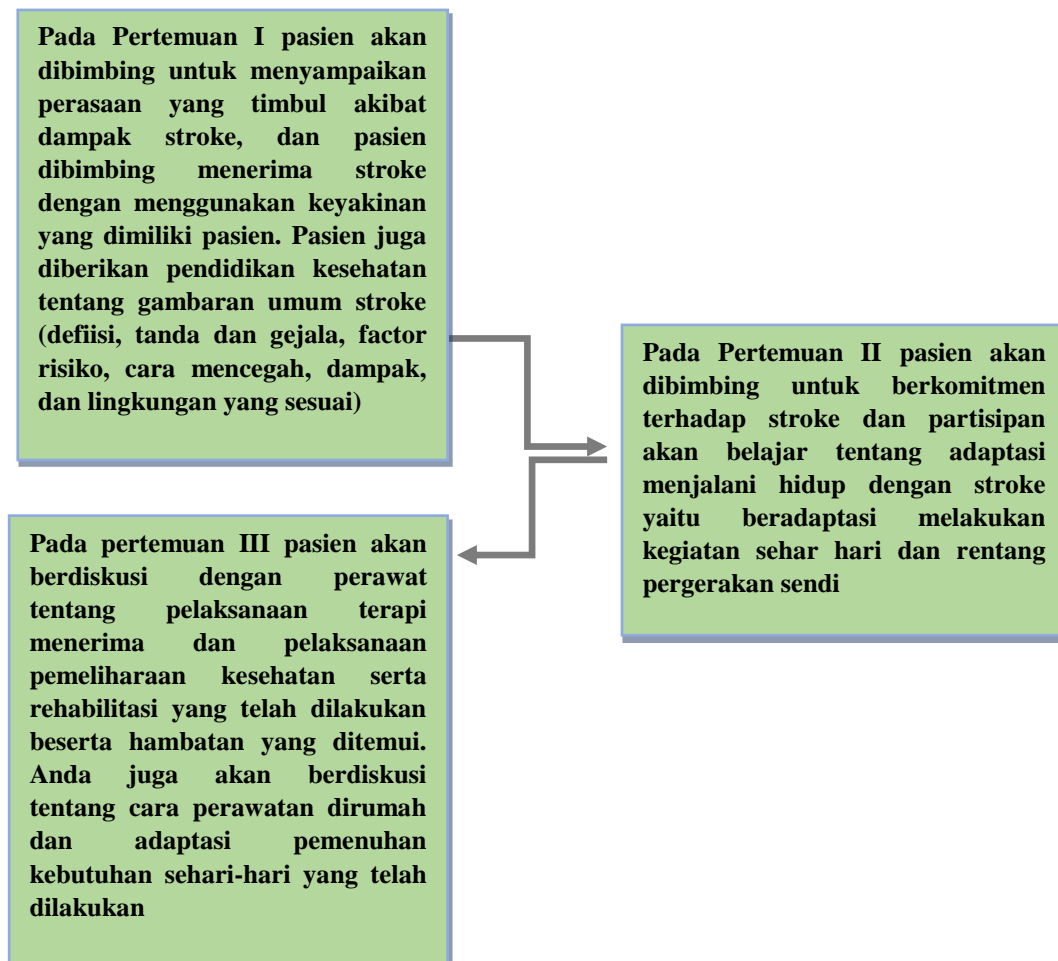 Pada Pertemuan I pasien akan
dibimbing untuk menyampaikan
perasaan yang timbul akibat
dampak stroke, dan pasien
dibimbing menerima stroke
dengan menggunakan keyakinan
yang dimiliki pasien. Pasien juga
diberikan pendidikan kesehatan
tentang gambaran umum stroke
(defiisi, tanda dan gejala, factor
risiko, cara mencegah, dampak,
dan lingkungan yang sesuai)
Pada Pertemuan II pasien akan
dibimbing untuk berkomitmen
terhadap stroke dan partisipan
akan belajar tentang adaptasi
menjalani hidup dengan stroke
yaitu beradaptasi melakukan
kegiatan sehar hari dan rentang
pergerakan sendi
Pada pertemuan III pasien akan
berdiskusi dengan perawat
tentang pelaksanaan terapi
menerima dan pelaksanaan
pemeliharaan kesehatan serta
rehabilitasi yang telah dilakukan
beserta hambatan yang ditemui.
Anda juga akan berdiskusi
tentang cara perawatan dirumah
dan adaptasi pemenuhan
kebutuhan sehari-hari yang telah
dilakukan